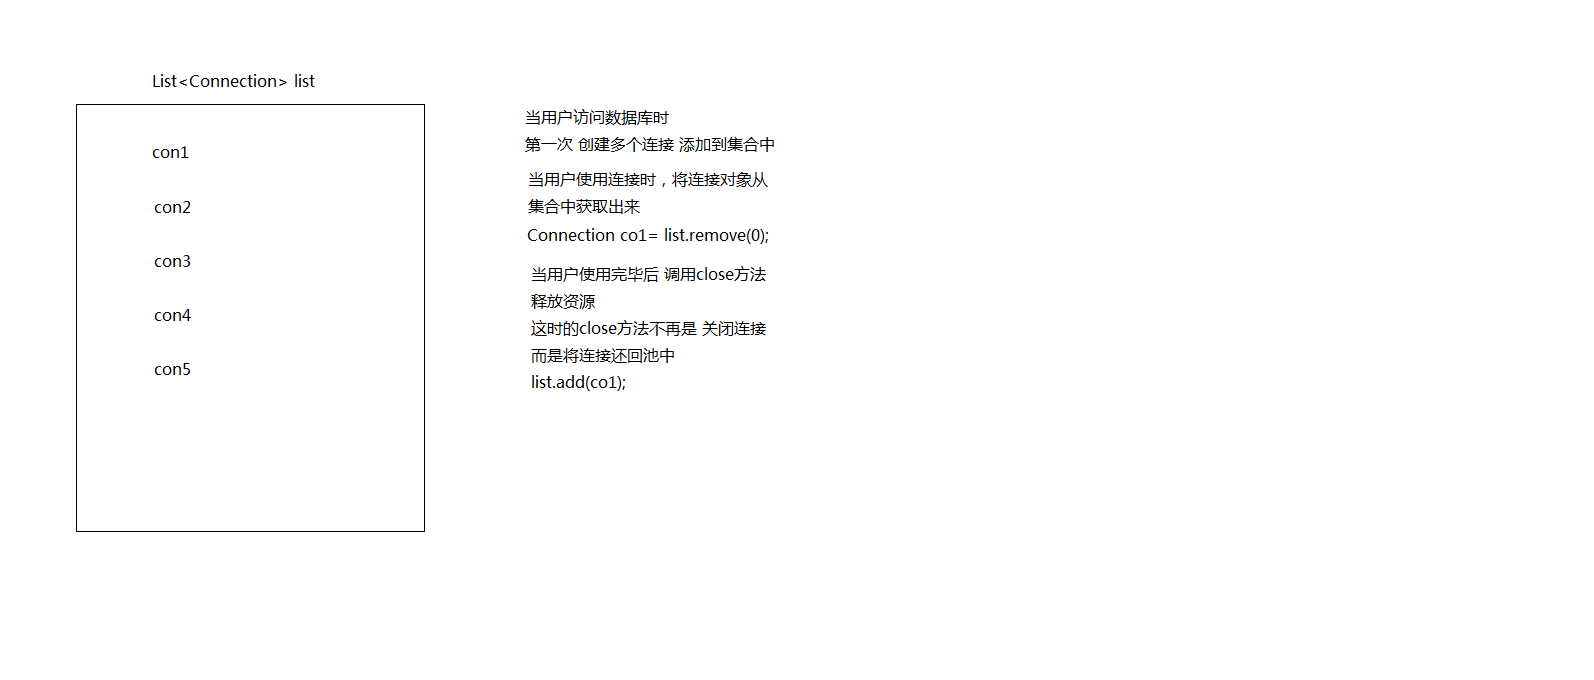 List<Connection> list
con1
con2
con3
con4
con5
当用户访问数据库时
第一次 创建多个连接 添加到集合中
当用户使用连接时，将连接对象从
集合中获取出来
Connection co1= list.remove(0);
当用户使用完毕后 调用close方法
释放资源
这时的close方法不再是 关闭连接
而是将连接还回池中
list.add(co1);